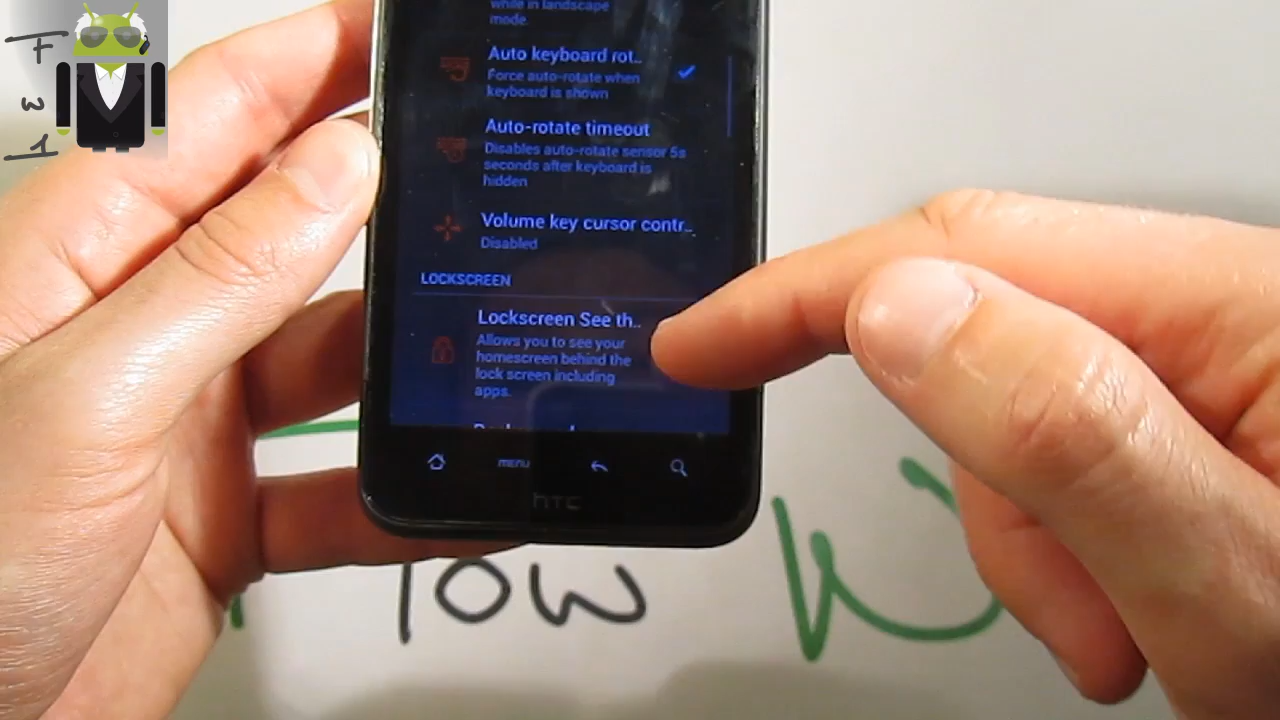 F
W
1
while in landscape
mode.
Auto keyboard rot..
Force auto-rotate when
keyboard is shown
Auto-rotate timeout
Disables auto-rotate sensor 5s
seconds after keyboard is
hidden
Volume key cursor contr..
Disabled
LOCKSCREEN
Lockscreen See th..
Allows you to see your
homescreen behind the
lock screen including
apps.
MENU
hTC
low